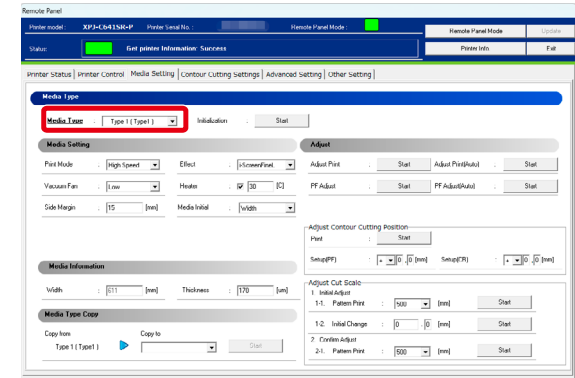 Remote Panel
Printer model : XPJ-C641SR-P Printer Serial No. : Remote Panel Mode : Remote Panel Mode Update
Status: Get printer Information: Success Printer Info Exit
Printer Status Printer Control Media Setting Contour Cutting Settings Advanced Setting Other Setting
Media Type
Media Type : Type 1 ( Type1 ) Initialization : Start
Media Setting Adjust
Print Mode : High Speed Effect : i-ScreenFineL Adjust Print : Start Adjust Print(Auto) : Start
Vacuum Fan : Low Heater : 30 [C] PF Adjust : Start PF Adjust(Auto) : Start
Side Margin : 15 [mm] Media Initial : Width
Adjust Contour Cutting Position
Print : Start
Setup(PF) : + 0 . 0 [mm] Setup(CR) : + 0 . 0 [mm]
Media Information
Width : 611 [mm] Thickness : 170 [um]
Adjust Cut Scale
1. Initial Adjust
1-1. Pattern Print : 500 [mm] Start
Media Type Copy
1-2. Initial Change : 0 . 0 [mm] Start
Copy from Copy to
Type 1 ( Type1 ) Start
2. Confirm Adjust
2-1. Pattern Print : 500 [mm] Start